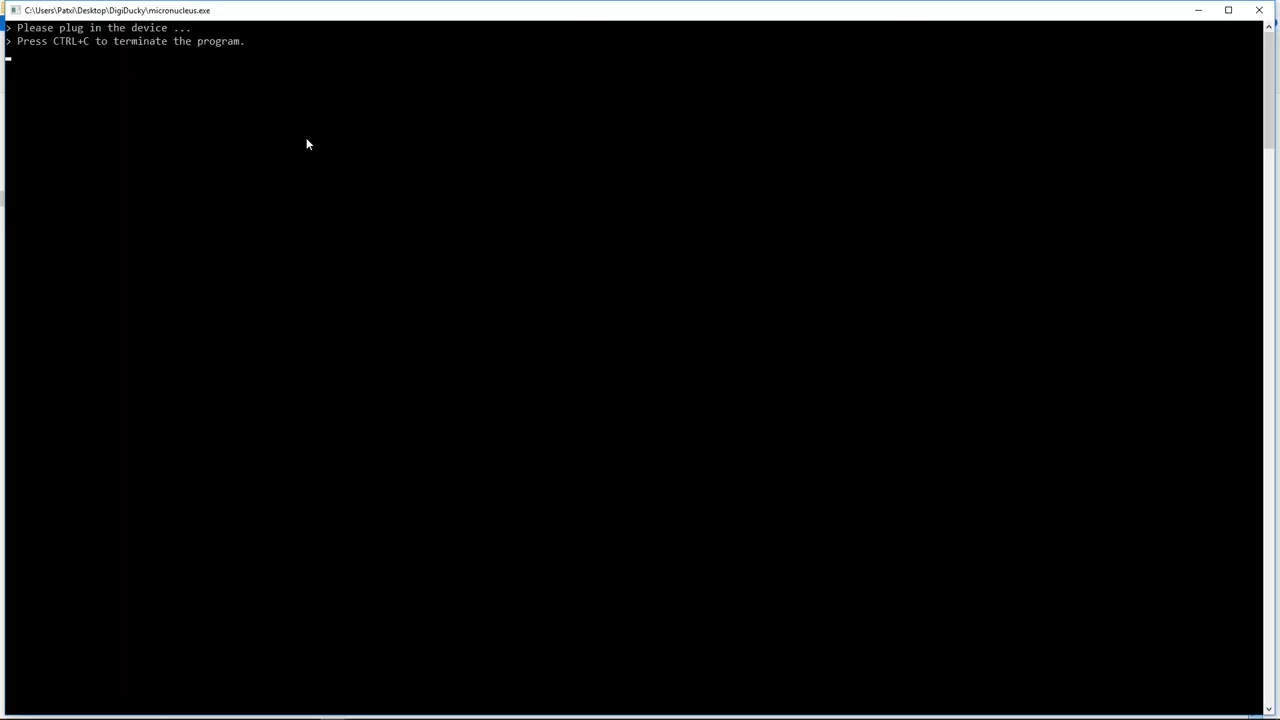 C:\Users\Patxi\Desktop\DigiDucky\micronucleus.exe
> Please plug in the device ...
> Press CTRL+C to terminate the program.